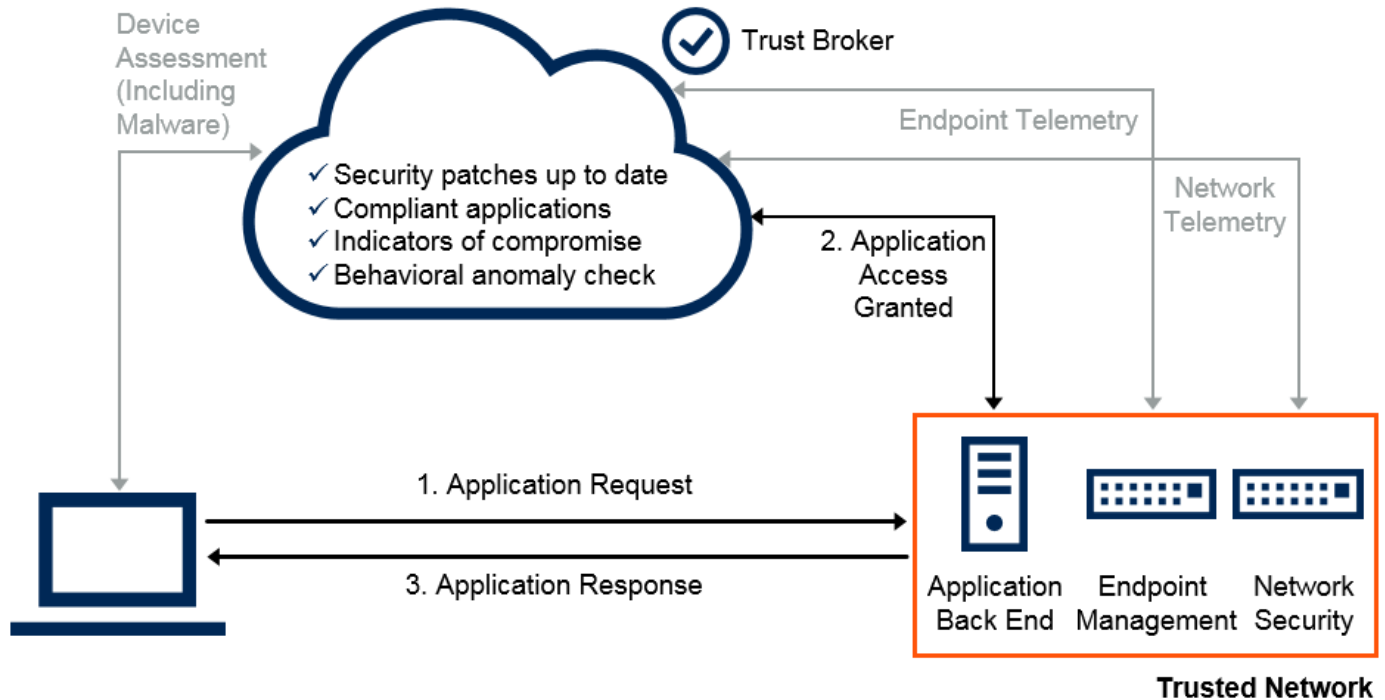 Device
Assessment
(Including
Malware)
Trust Broker
Endpoint Telemetry
Network
Telemetry
✓ Security patches up to date
✓ Compliant applications
✓ Indicators of compromise
✓ Behavioral anomaly check
2. Application
Access
Granted
1. Application Request
3. Application Response
Application
Back End
Endpoint
Management
Network
Security
Trusted Network